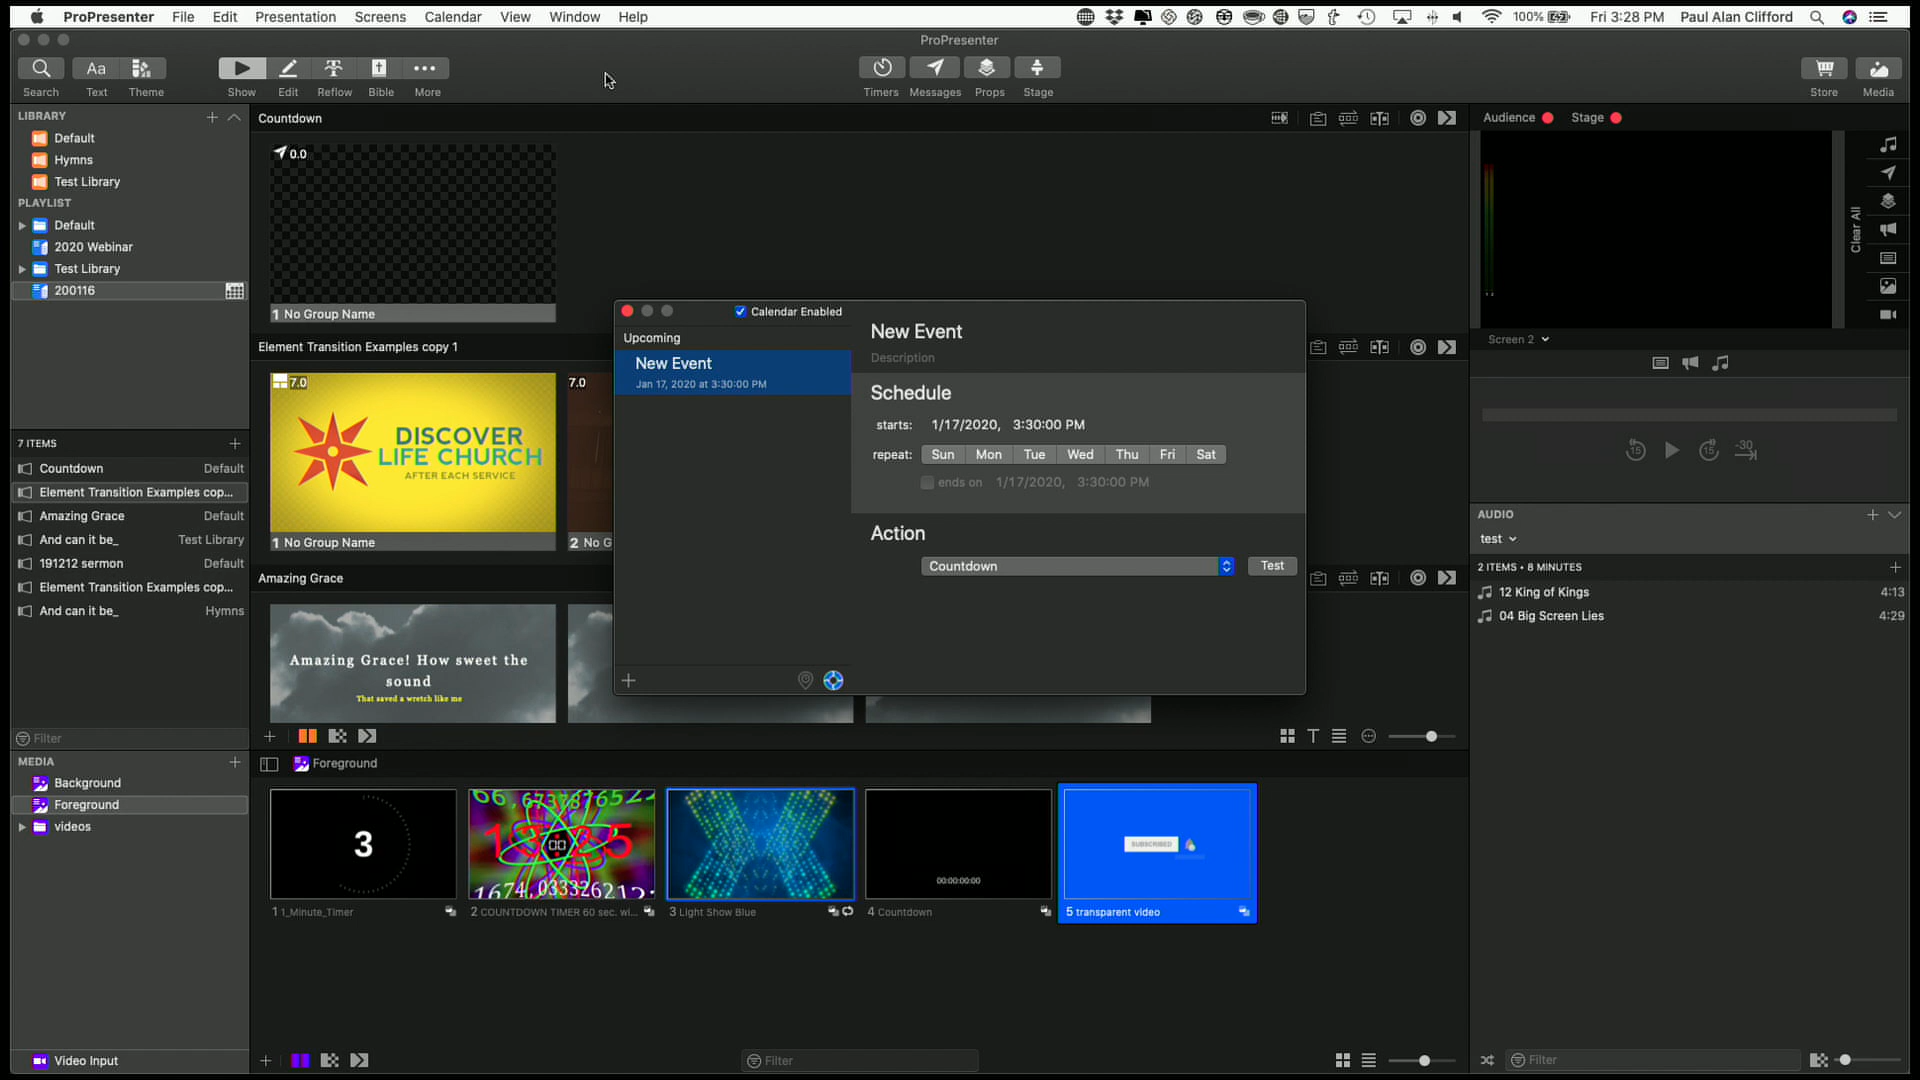 ProPresenter File Edit Presentation Screens Calendar View Window Help 100% Fri 3:28 PM Paul Alan Clifford
ProPresenter
Search Text Theme Show Edit Reflow Bible More Timers Messages Props Stage Store Media
LIBRARY
Default
Hymns
Test Library
PLAYLIST
Default
2020 Webinar
Test Library
200116
7 ITEMS
Countdown Default
Element Transition Examples cop...
Amazing Grace Default
And can it be_ Test Library
191212 sermon Default
Element Transition Examples cop...
And can it be_ Hymns
Filter
MEDIA
Background
Foreground
videos
Video Input
Countdown
0.0
1 No Group Name
Element Transition Examples copy 1
7.0
DISCOVER
LIFE CHURCH
AFTER EACH SERVICE
1 No Group Name
7.0
2 No G
Amazing Grace
Amazing Grace! How sweet the
sound
That saved a wretch like me
Calendar Enabled
Upcoming
New Event
Jan 17, 2020 at 3:30:00 PM
New Event
Description
Schedule
starts: 1/17/2020, 3:30:00 PM
repeat: Sun Mon Tue Wed Thu Fri Sat
ends on 1/17/2020, 3:30:00 PM
Action
Countdown Test
Foreground
3
1 1_Minute_Timer
2 COUNTDOWN TIMER 60 sec. wi...
3 Light Show Blue
00:00:00:00
4 Countdown
SUBSCRIBED
5 transparent video
Filter
Audience Stage
Clear All
Screen 2
15 15 -30
AUDIO
test
2 ITEMS • 8 MINUTES
12 King of Kings 4:13
04 Big Screen Lies 4:29
Filter